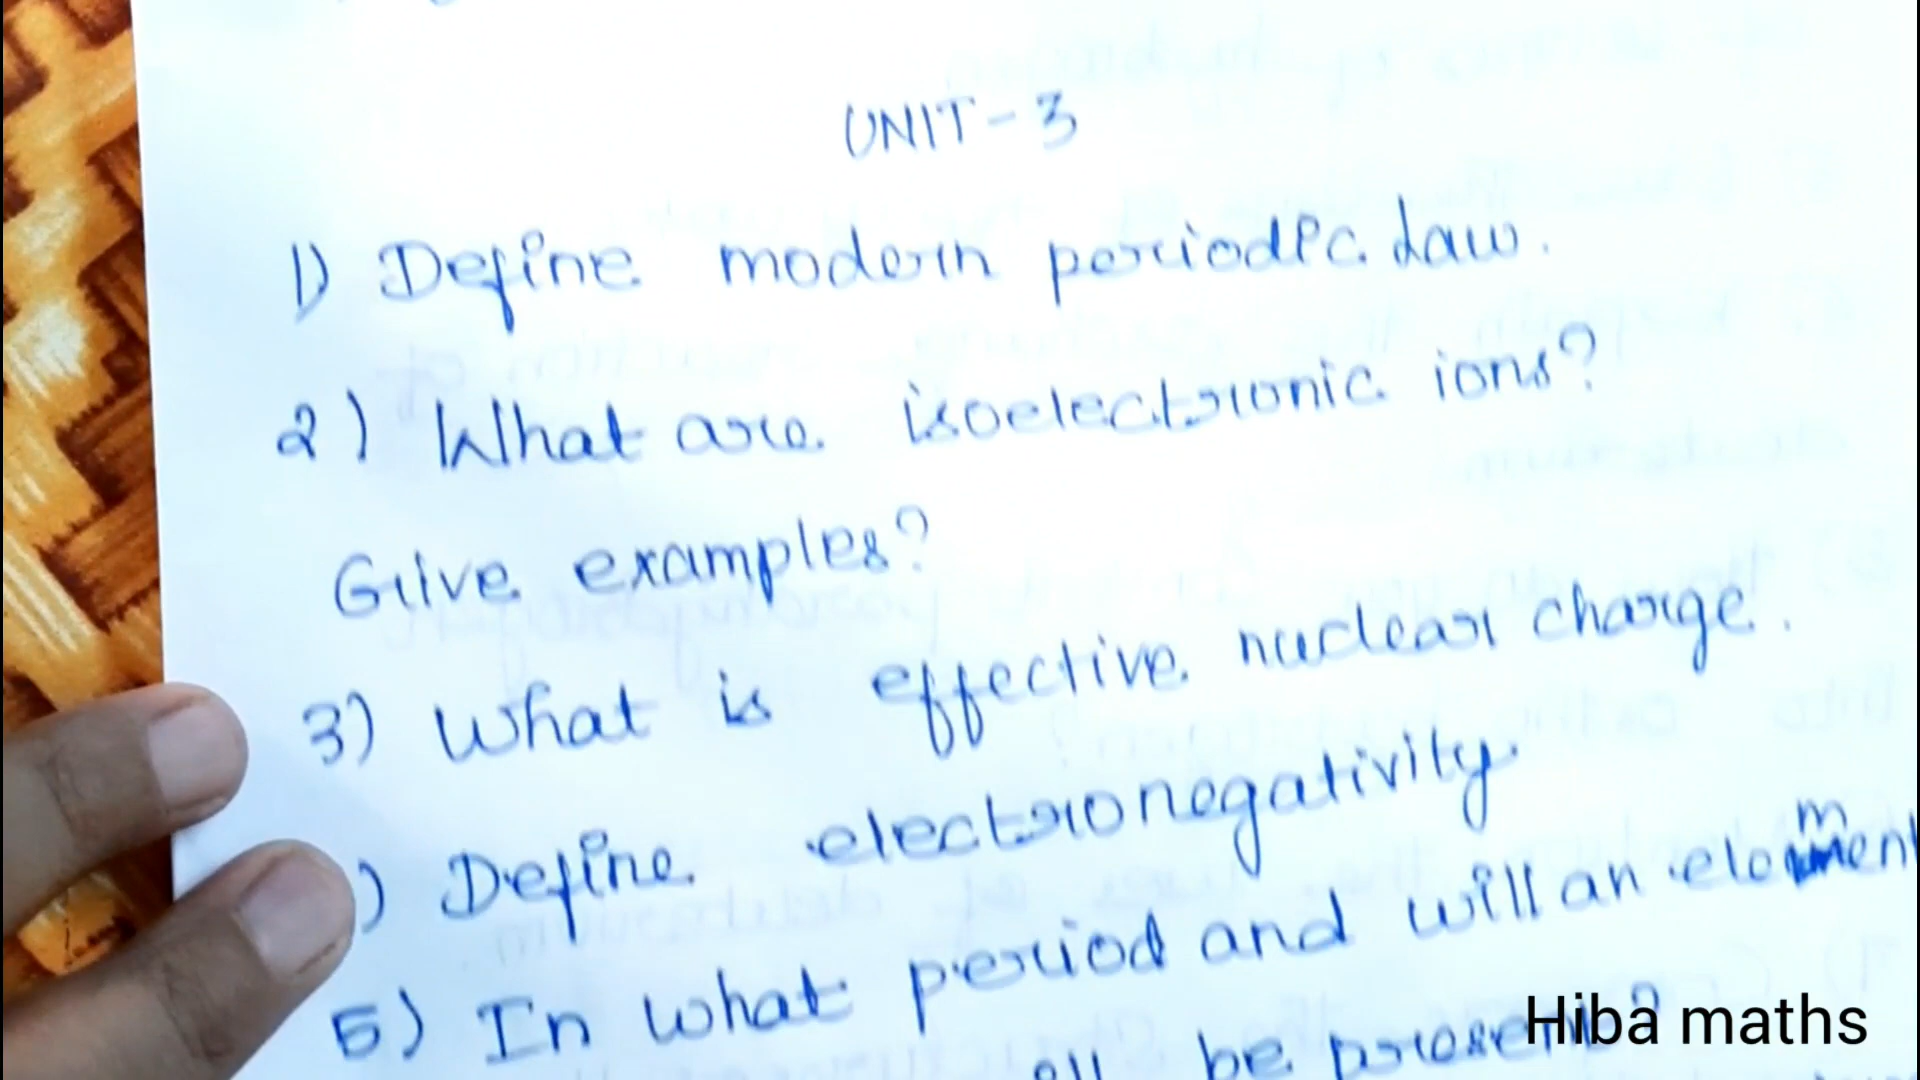 UNIT-3
1) Define modern periodic Law.
2) What are isoelectronic ions?
Give examples?
3) What is effective nuclear charge.
) Define electronegativity.
5) In what period and will an element
be present?
Hiba maths